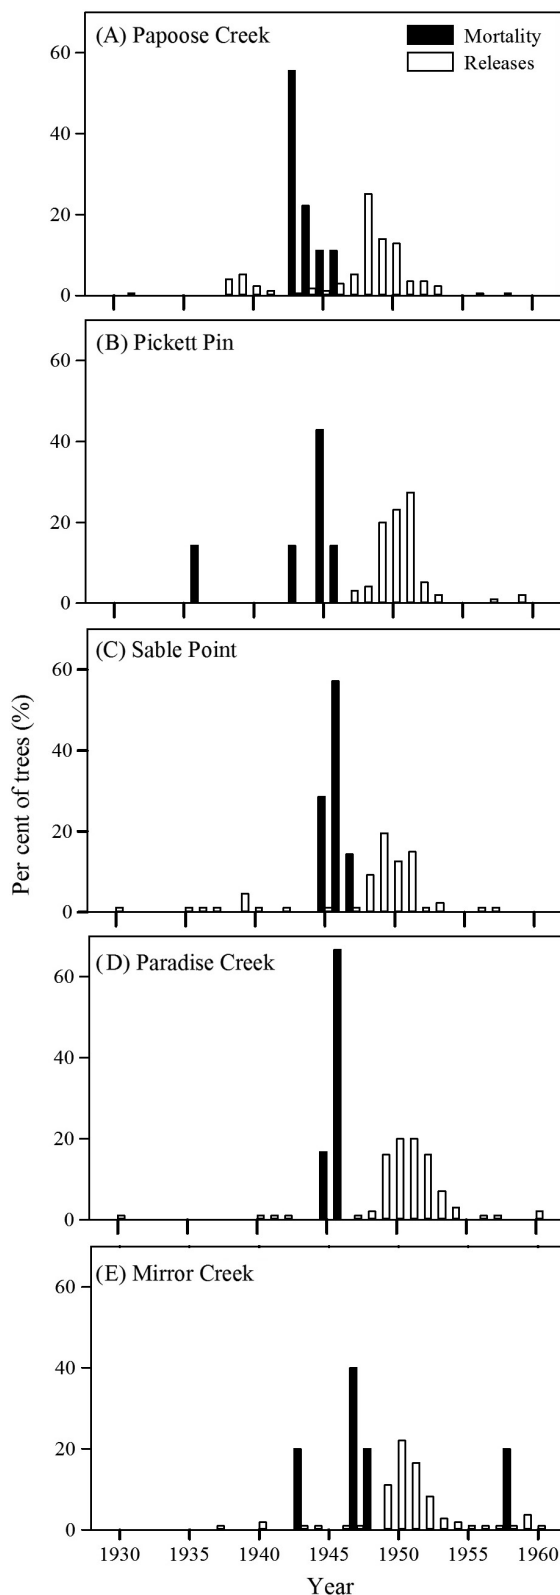 (A) Papoose Creek
Mortality
Releases
60
40
20
0
(B) Pickett Pin
60
40
20
0
(C) Sable Point
60
40
20
0
Per cent of trees (%)
(D) Paradise Creek
60
40
20
0
(E) Mirror Creek
60
40
20
0
1930 1935 1940 1945 1950 1955 1960
Year